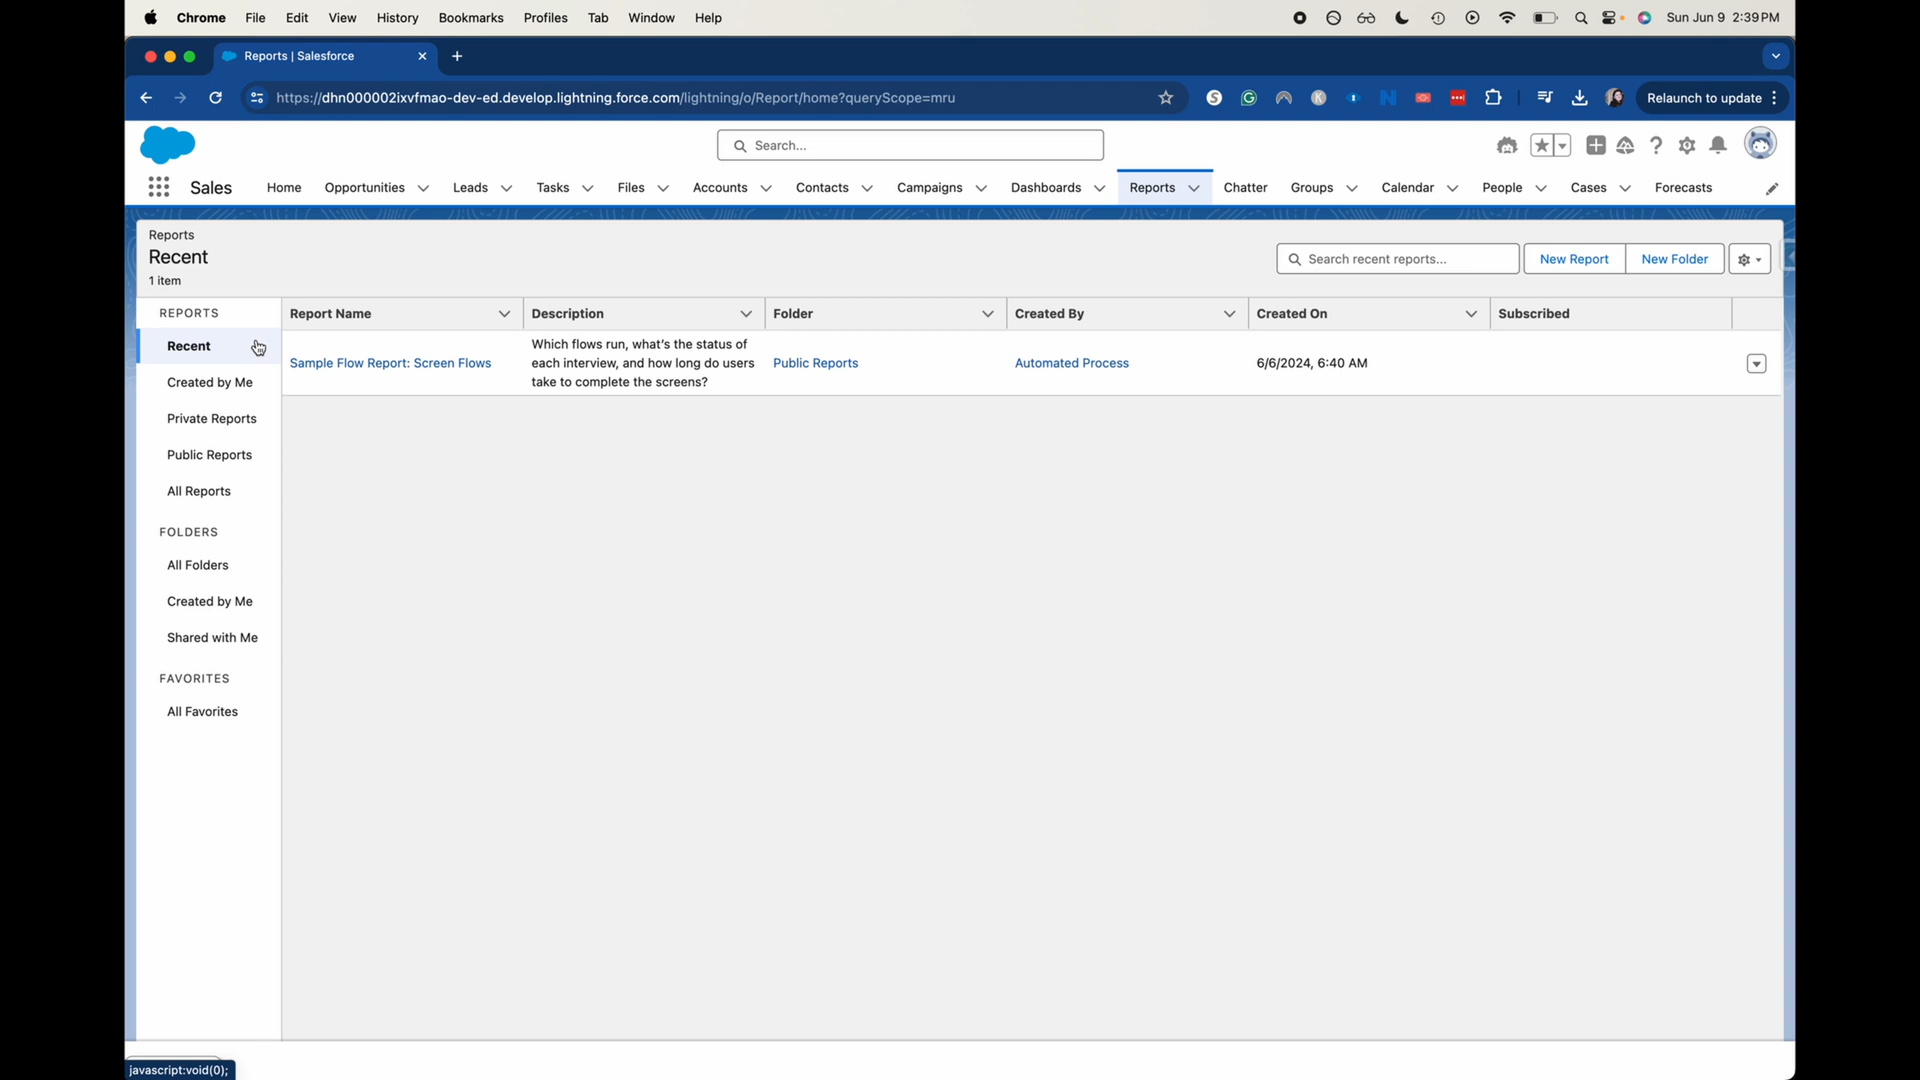 Chrome File Edit View History Bookmarks Profiles Tab Window Help Sun Jun 9 2:39 PM
Reports | Salesforce
https://dhn000002ixvfmao-dev-ed.develop.lightning.force.com/lightning/o/Report/home?queryScope=mru Relaunch to update
Search...
Sales Home Opportunities Leads Tasks Files Accounts Contacts Campaigns Dashboards Reports Chatter Groups Calendar People Cases Forecasts
Reports
Recent
1 item
Search recent reports... New Report New Folder
REPORTS
Recent
Created by Me
Private Reports
Public Reports
All Reports
FOLDERS
All Folders
Created by Me
Shared with Me
FAVORITES
All Favorites
Report Name Description Folder Created By Created On Subscribed
Sample Flow Report: Screen Flows
Which flows run, what's the status of
each interview, and how long do users
take to complete the screens?
Public Reports
Automated Process
6/6/2024, 6:40 AM
javascript:void(0);